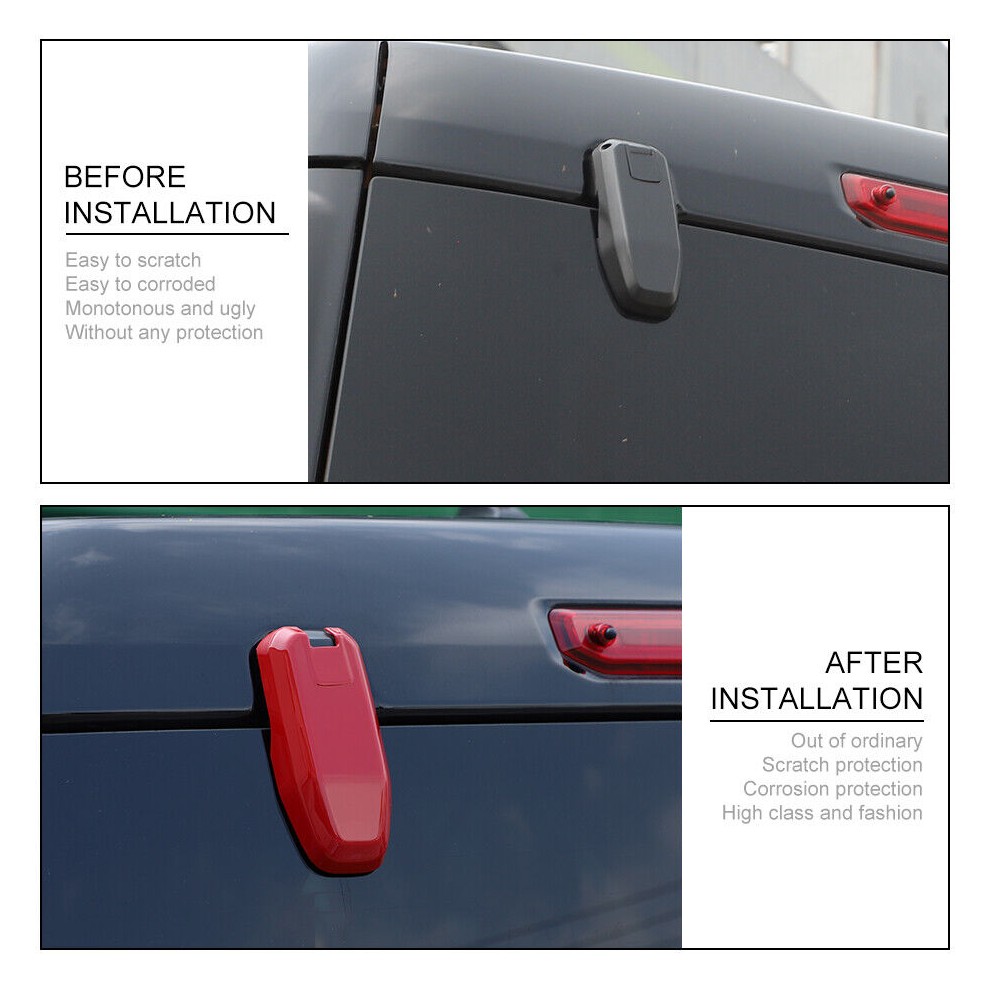 BEFORE
INSTALLATION
Easy to scratch
Easy to corroded
Monotonous and ugly
Without any protection
AFTER
INSTALLATION
Out of ordinary
Scratch protection
Corrosion protection
High class and fashion